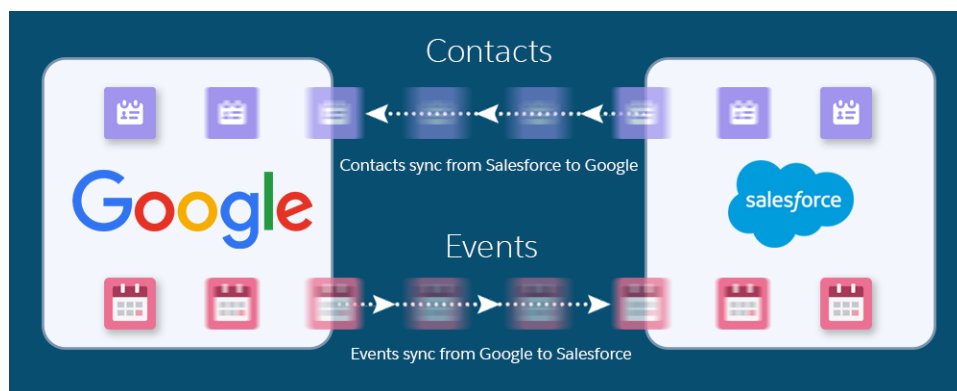 Contacts
Contacts sync from Salesforce to Google
Google
salesforce
Events
Events sync from Google to Salesforce